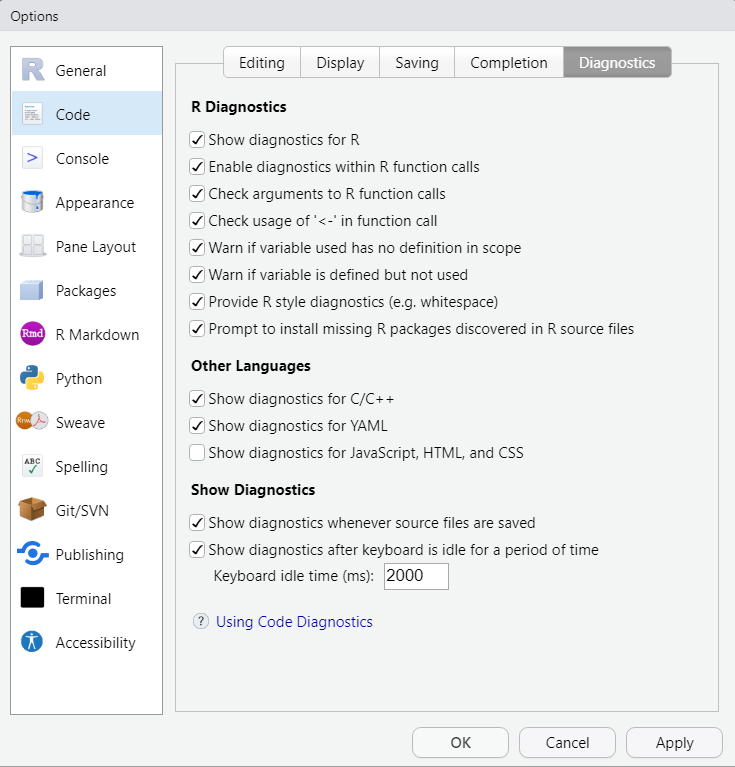 Options
General
Code
Console
Appearance
Pane Layout
Packages
Rmd R Markdown
Python
Sweave
ABC Spelling
Git/SVN
Publishing
Terminal
Accessibility
Editing Display Saving Completion Diagnostics
R Diagnostics
Show diagnostics for R
Enable diagnostics within R function calls
Check arguments to R function calls
Check usage of '<-' in function call
Warn if variable used has no definition in scope
Warn if variable is defined but not used
Provide R style diagnostics (e.g. whitespace)
Prompt to install missing R packages discovered in R source files
Other Languages
Show diagnostics for C/C++
Show diagnostics for YAML
Show diagnostics for JavaScript, HTML, and CSS
Show Diagnostics
Show diagnostics whenever source files are saved
Show diagnostics after keyboard is idle for a period of time
Keyboard idle time (ms): 2000
? Using Code Diagnostics
OK Cancel Apply